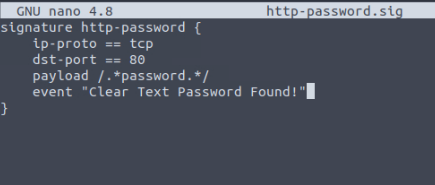 GNU nano 4.8 http-password.sig
signature http-password {
    ip-proto == tcp
    dst-port == 80
    payload /.*password.*/
    event "Clear Text Password Found!"
}